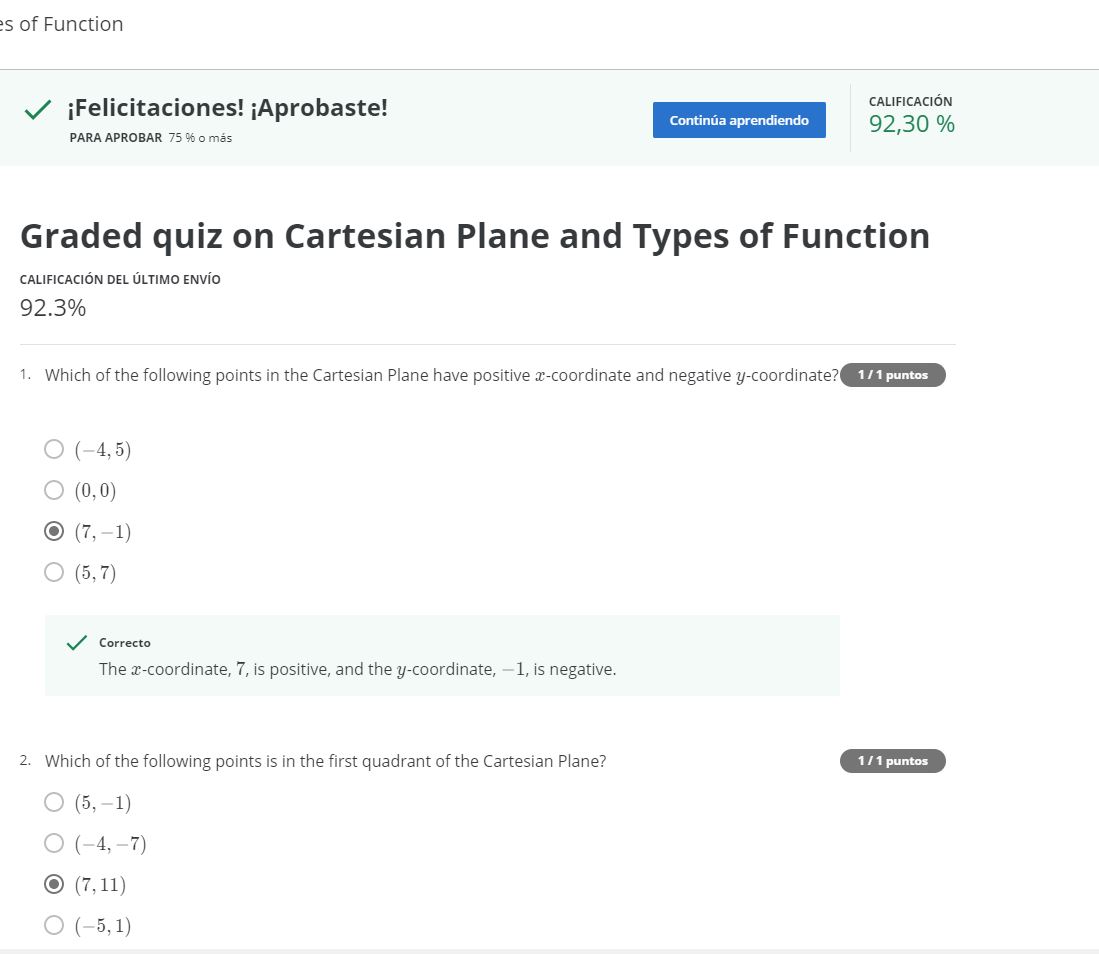 es of Function
¡Felicitaciones! ¡Aprobaste!
PARA APROBAR 75 % o más
Continúa aprendiendo
CALIFICACIÓN
92,30 %
Graded quiz on Cartesian Plane and Types of Function
CALIFICACIÓN DEL ÚLTIMO ENVÍO
92.3%
1. Which of the following points in the Cartesian Plane have positive x-coordinate and negative y-coordinate?
1 / 1 puntos
(−4, 5)
(0, 0)
(7, −1)
(5, 7)
Correcto
The x-coordinate, 7, is positive, and the y-coordinate, −1, is negative.
2. Which of the following points is in the first quadrant of the Cartesian Plane?
1 / 1 puntos
(5, −1)
(−4, −7)
(7, 11)
(−5, 1)